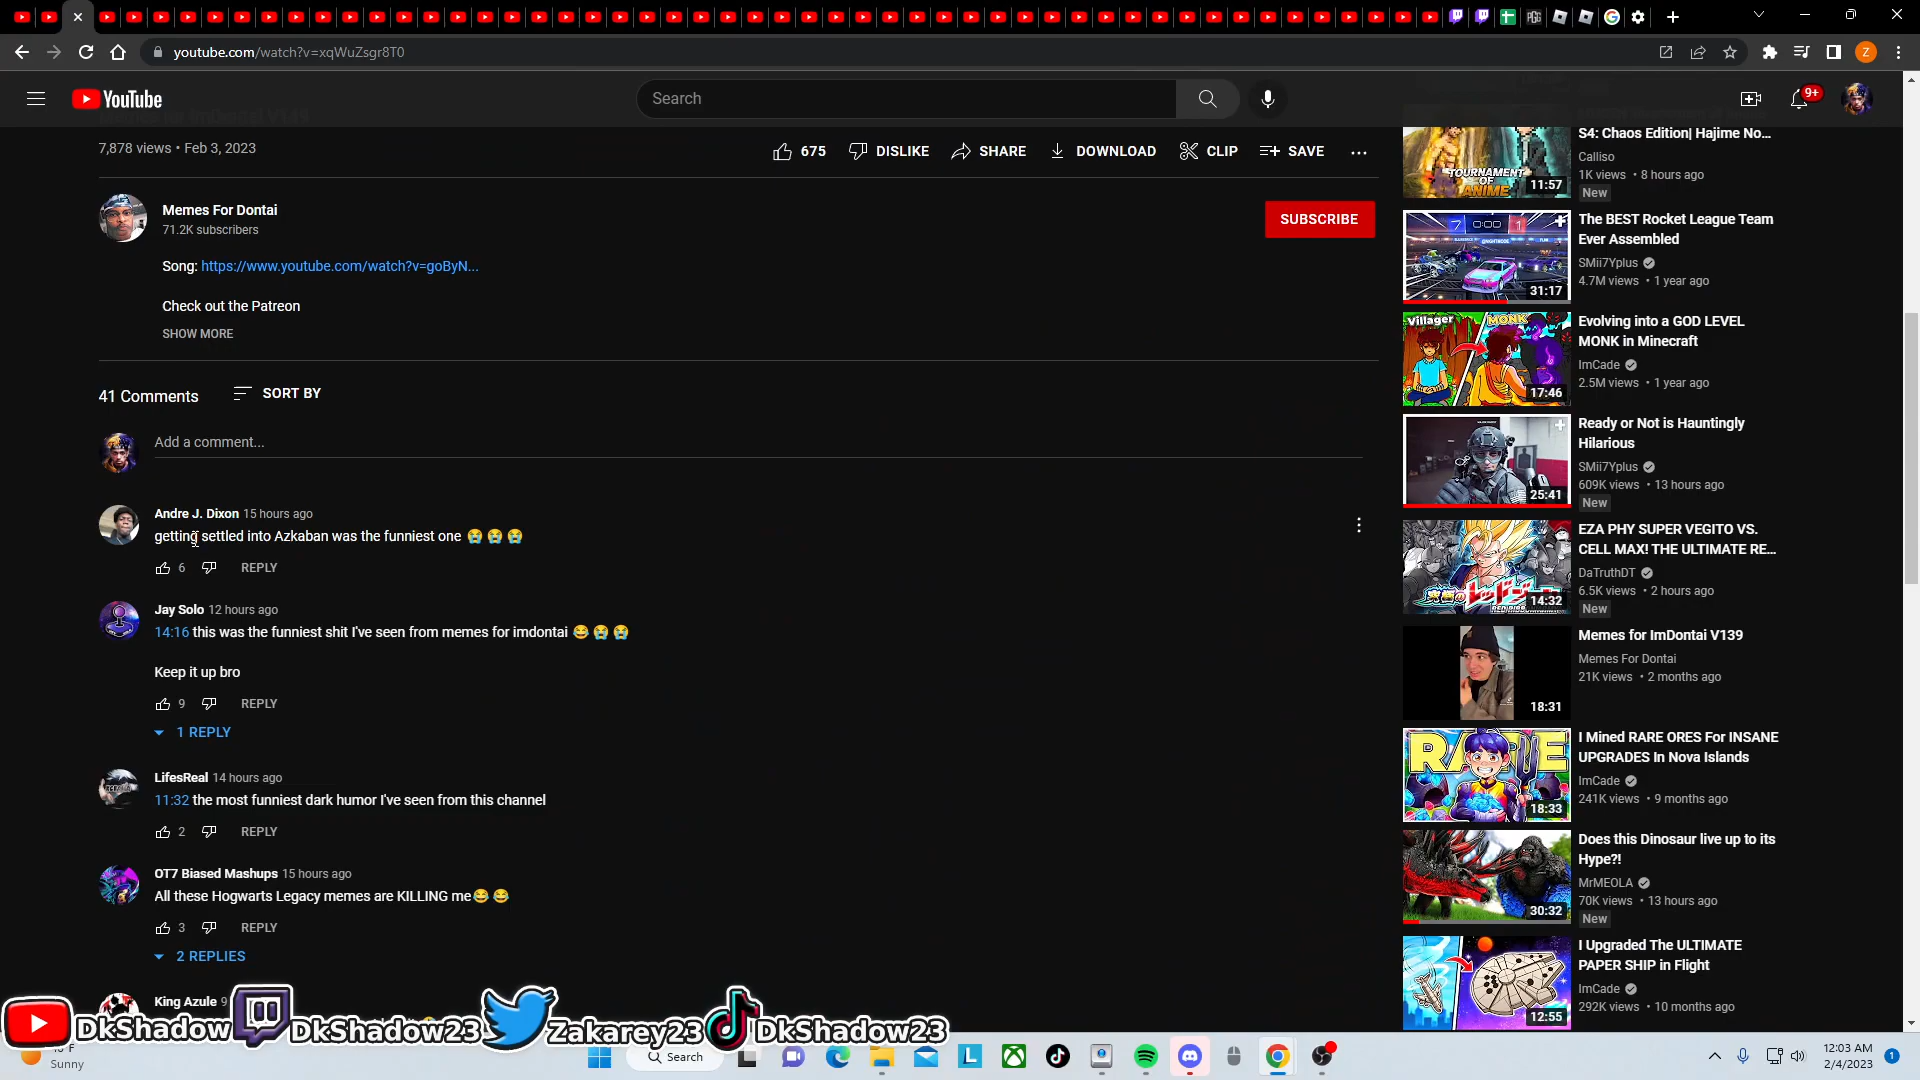 youtube.com/watch?v=xqWuZsgr8T0
Z
YouTube
Search
9+
7,878 views • Feb 3, 2023
675
DISLIKE
SHARE
DOWNLOAD
CLIP
SAVE
Memes For Dontai
71.2K subscribers
SUBSCRIBE
Song: https://www.youtube.com/watch?v=goByN...
Check out the Patreon
SHOW MORE
41 Comments
SORT BY
Add a comment...
Andre J. Dixon 15 hours ago
getting settled into Azkaban was the funniest one 😭😭😭
6
REPLY
Jay Solo 12 hours ago
14:16 this was the funniest shit I've seen from memes for imdontai 😂😭😭
Keep it up bro
9
REPLY
1 REPLY
LifesReal 14 hours ago
11:32 the most funniest dark humor I've seen from this channel
2
REPLY
OT7 Biased Mashups 15 hours ago
All these Hogwarts Legacy memes are KILLING me😂😂
3
REPLY
2 REPLIES
King Azule 9
TOURNAMENT OF ANIME
11:57
S4: Chaos Edition| Hajime No...
Calliso
1K views • 8 hours ago
New
7 0:00 1
31:17
The BEST Rocket League Team
Ever Assembled
SMii7Yplus
4.7M views • 1 year ago
Villager
MONK
17:46
Evolving into a GOD LEVEL
MONK in Minecraft
ImCade
2.5M views • 1 year ago
25:41
Ready or Not is Hauntingly
Hilarious
SMii7Yplus
609K views • 13 hours ago
New
14:32
EZA PHY SUPER VEGITO VS.
CELL MAX! THE ULTIMATE RE...
DaTruthDT
6.5K views • 2 hours ago
New
18:31
Memes for ImDontai V139
Memes For Dontai
21K views • 2 months ago
RARE
18:33
I Mined RARE ORES For INSANE
UPGRADES In Nova Islands
ImCade
241K views • 9 months ago
30:32
Does this Dinosaur live up to its
Hype?!
MrMEOLA
70K views • 13 hours ago
New
12:55
I Upgraded The ULTIMATE
PAPER SHIP in Flight
ImCade
292K views • 10 months ago
DkShadow
DkShadow23
Zakarey23
DkShadow23
Sunny
Search
12:03 AM
2/4/2023
1